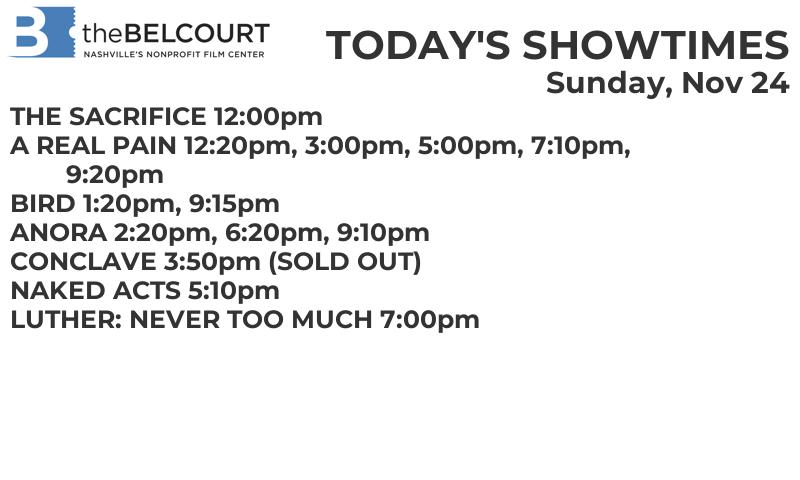 B theBELCOURT
NASHVILLE'S NONPROFIT FILM CENTER
TODAY'S SHOWTIMES
Sunday, Nov 24
THE SACRIFICE 12:00pm
A REAL PAIN 12:20pm, 3:00pm, 5:00pm, 7:10pm,
9:20pm
BIRD 1:20pm, 9:15pm
ANORA 2:20pm, 6:20pm, 9:10pm
CONCLAVE 3:50pm (SOLD OUT)
NAKED ACTS 5:10pm
LUTHER: NEVER TOO MUCH 7:00pm